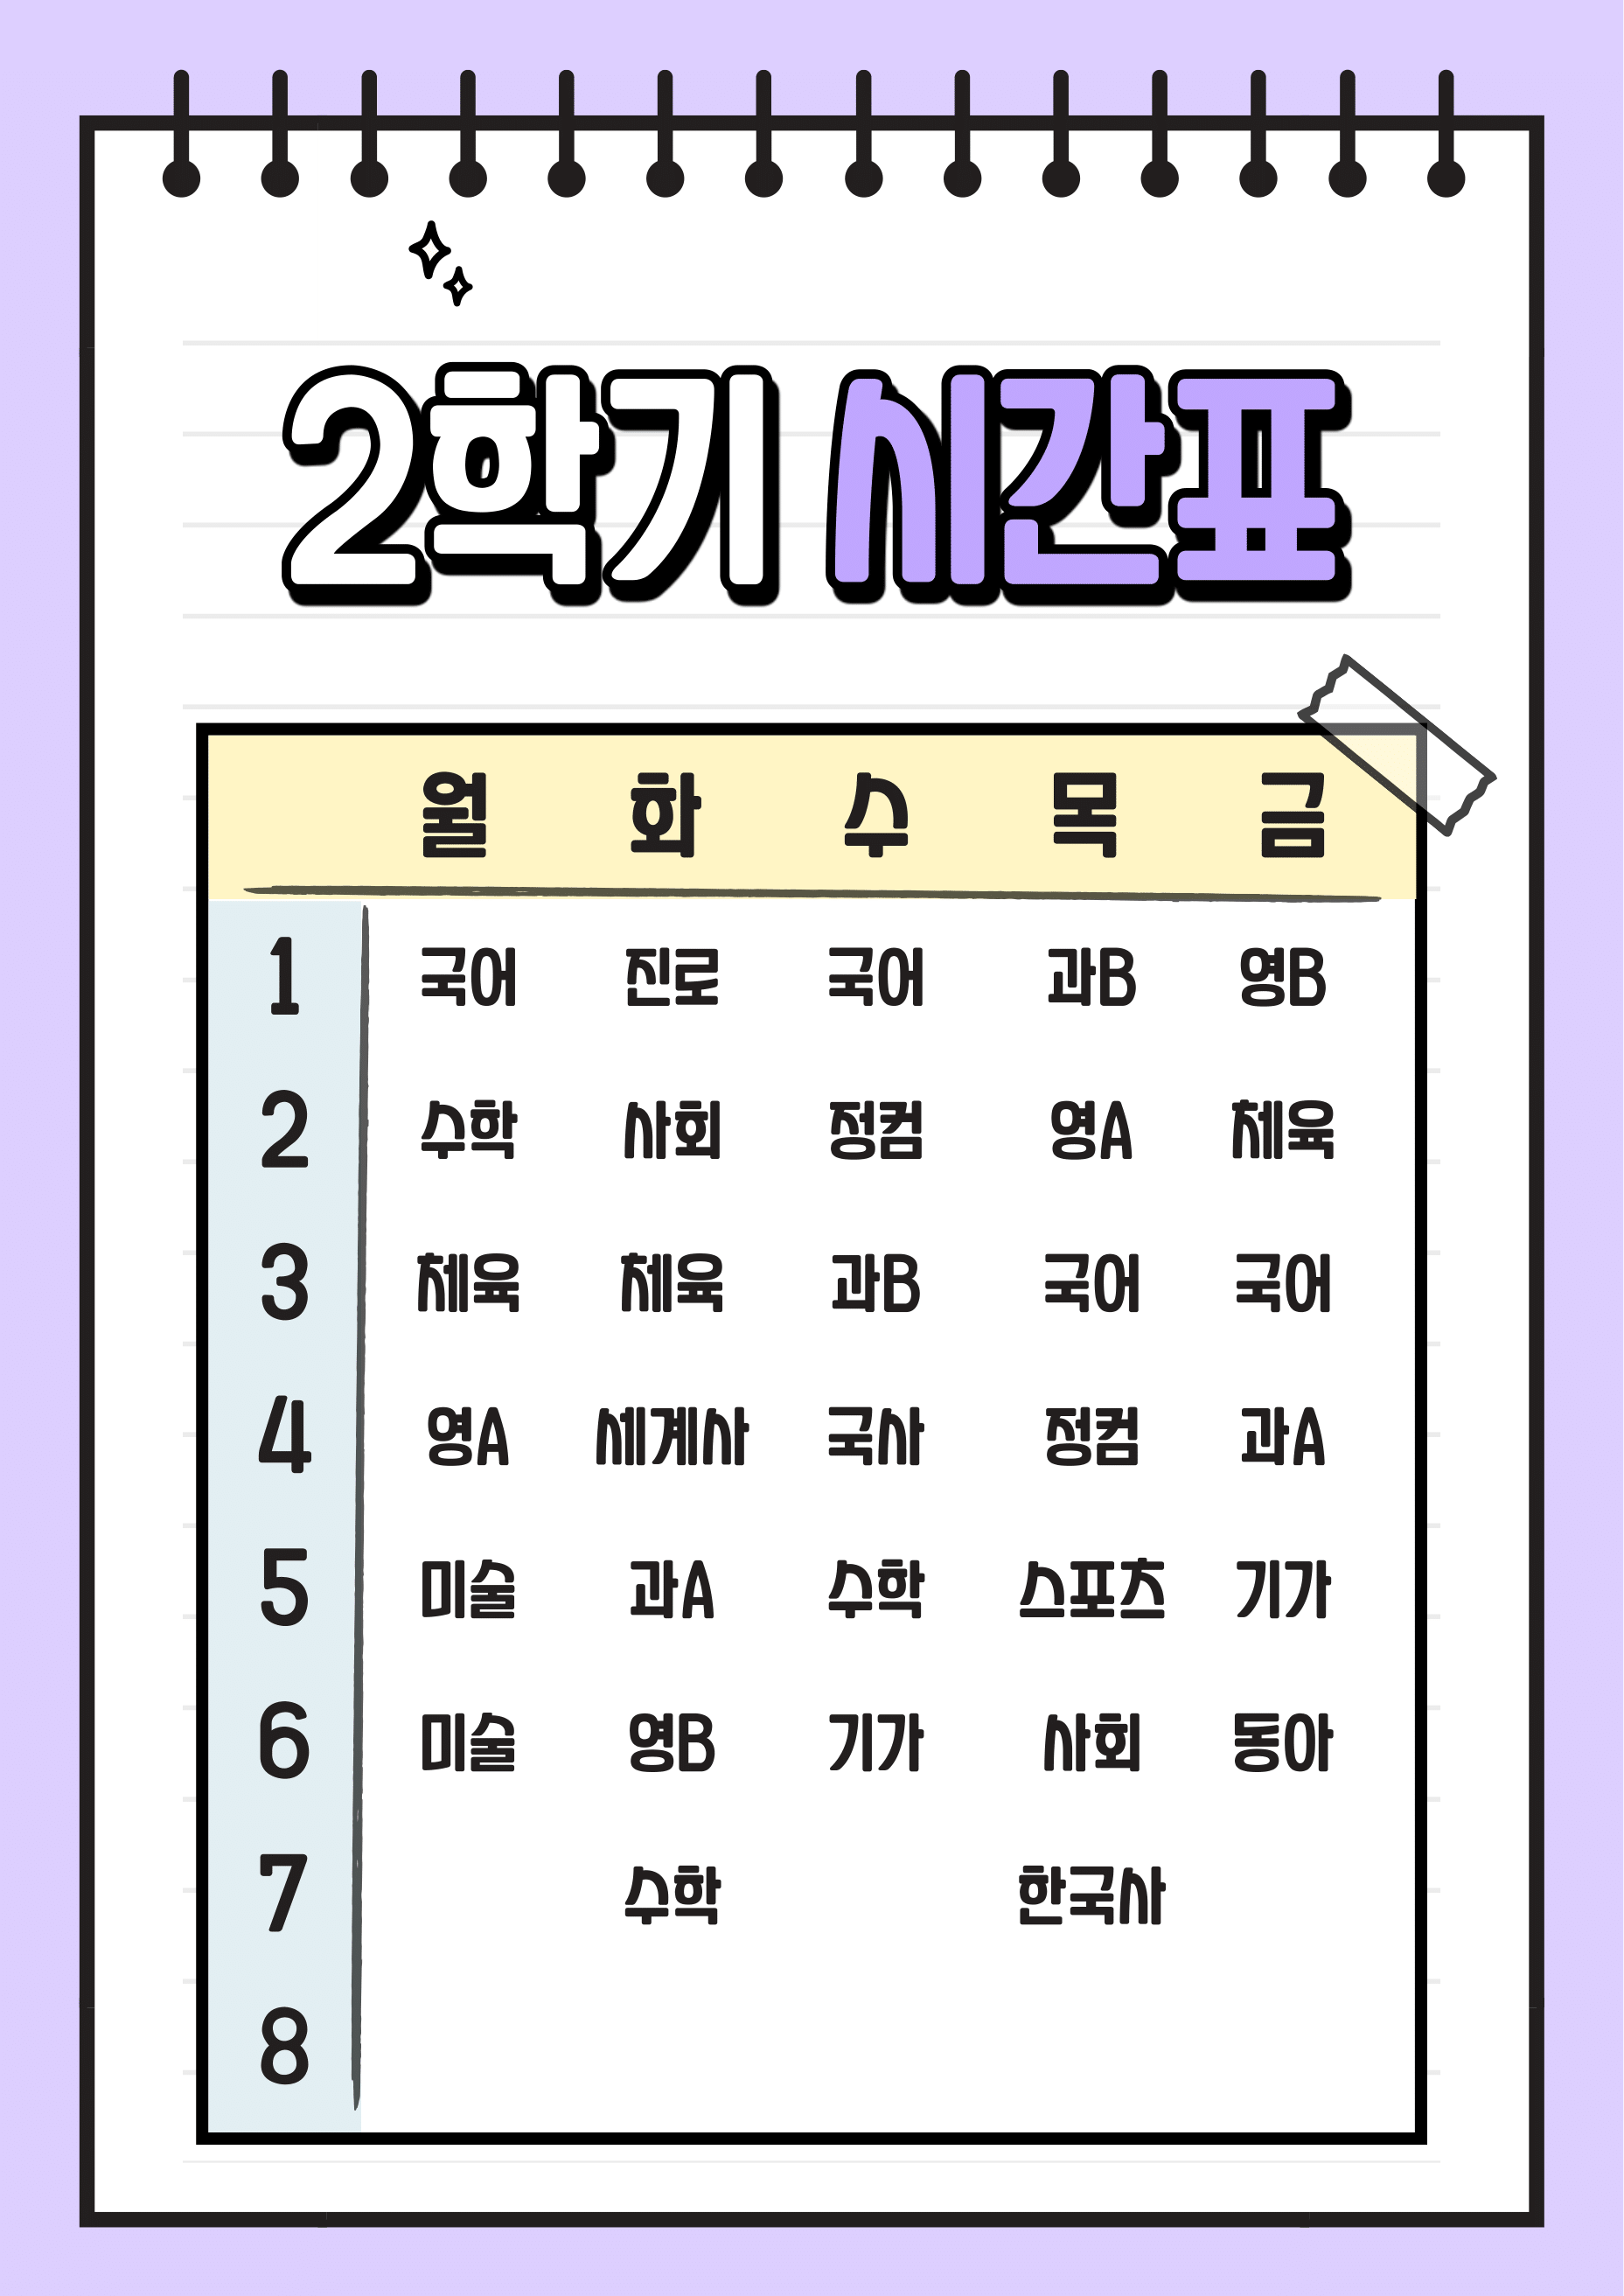 2학기 시간표
월 화 수 목 금
1 국어 진로 국어 과B 영B
2 수학 사회 정컴 영A 체육
3 체육 체육 과B 국어 국어
4 영A 세계사 국사 정컴 과A
5 미술 과A 수학 스포츠 기가
6 미술 영B 기가 사회 동아
7 수학 한국사
8